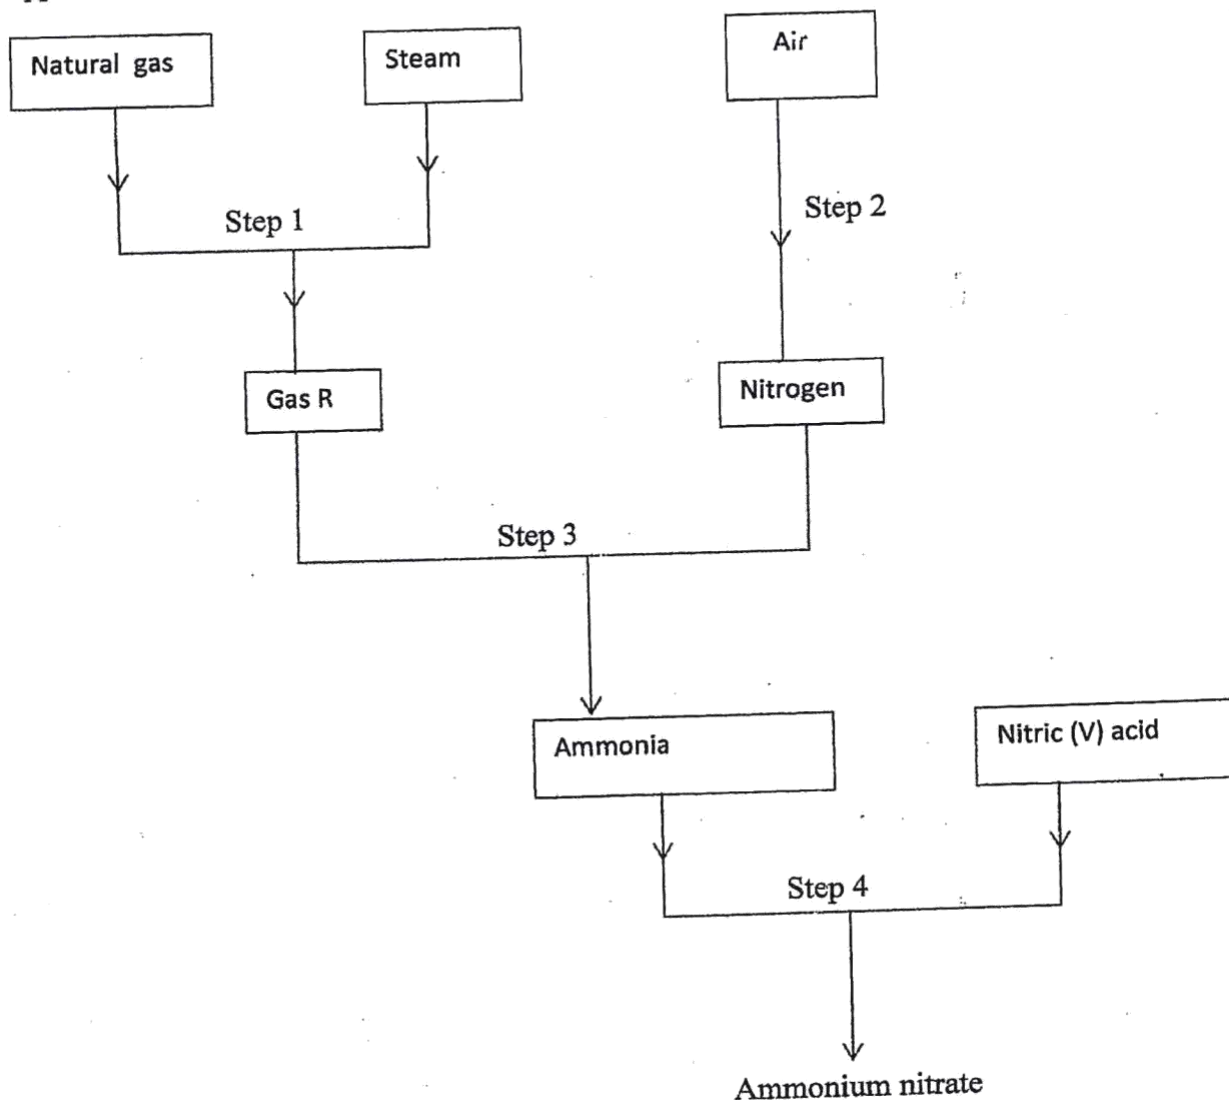 Natural gas
Steam
Air
Step 1
Step 2
Gas R
Nitrogen
Step 3
Ammonia
Nitric (V) acid
Step 4
Ammonium nitrate